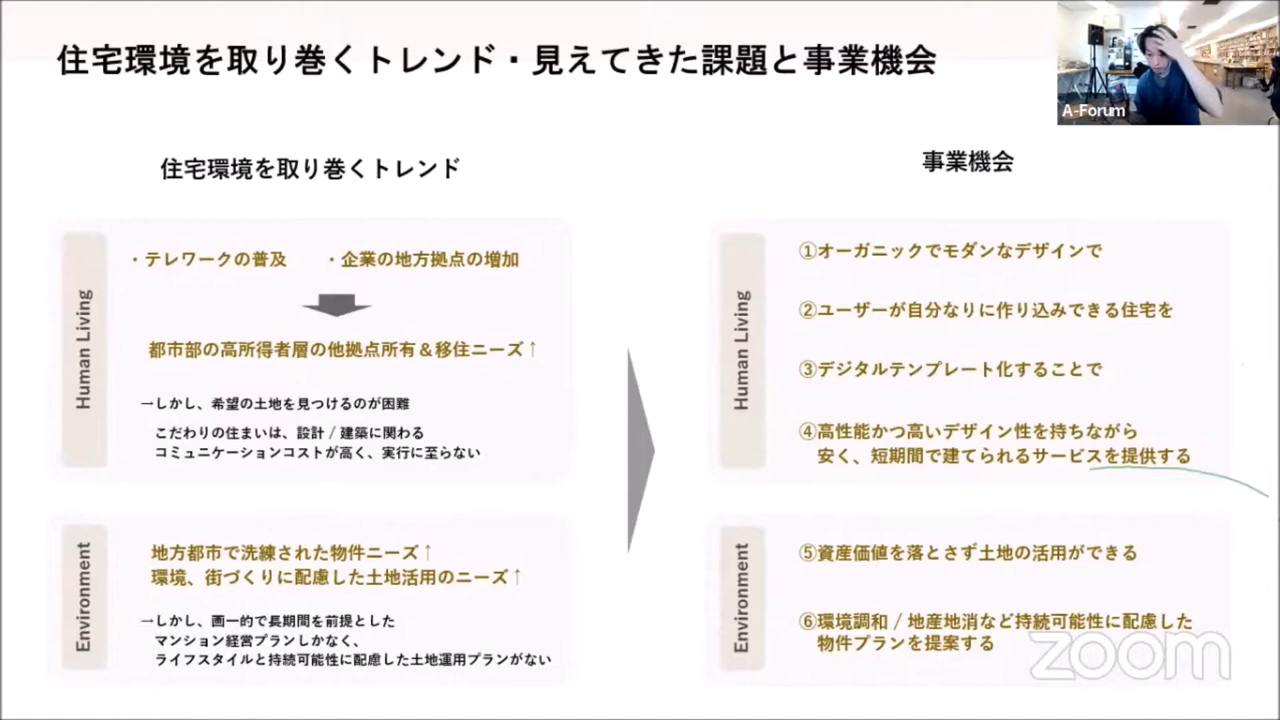 住宅環境を取り巻くトレンド・見えてきた課題と事業機会
A-Forum
住宅環境を取り巻くトレンド
Human Living
・テレワークの普及　・企業の地方拠点の増加
都市部の高所得者層の他拠点所有＆移住ニーズ↑
→しかし、希望の土地を見つけるのが困難
こだわりの住まいは、設計 / 建築に関わる
コミュニケーションコストが高く、実行に至らない
Environment
地方都市で洗練された物件ニーズ↑
環境、街づくりに配慮した土地活用のニーズ↑
→しかし、画一的で長期間を前提とした
マンション経営プランしかなく、
ライフスタイルと持続可能性に配慮した土地運用プランがない
事業機会
Human Living
①オーガニックでモダンなデザインで
②ユーザーが自分なりに作り込みできる住宅を
③デジタルテンプレート化することで
④高性能かつ高いデザイン性を持ちながら
安く、短期間で建てられるサービスを提供する
Environment
⑤資産価値を落とさず土地の活用ができる
⑥環境調和 / 地産地消など持続可能性に配慮した
物件プランを提案する
zoom